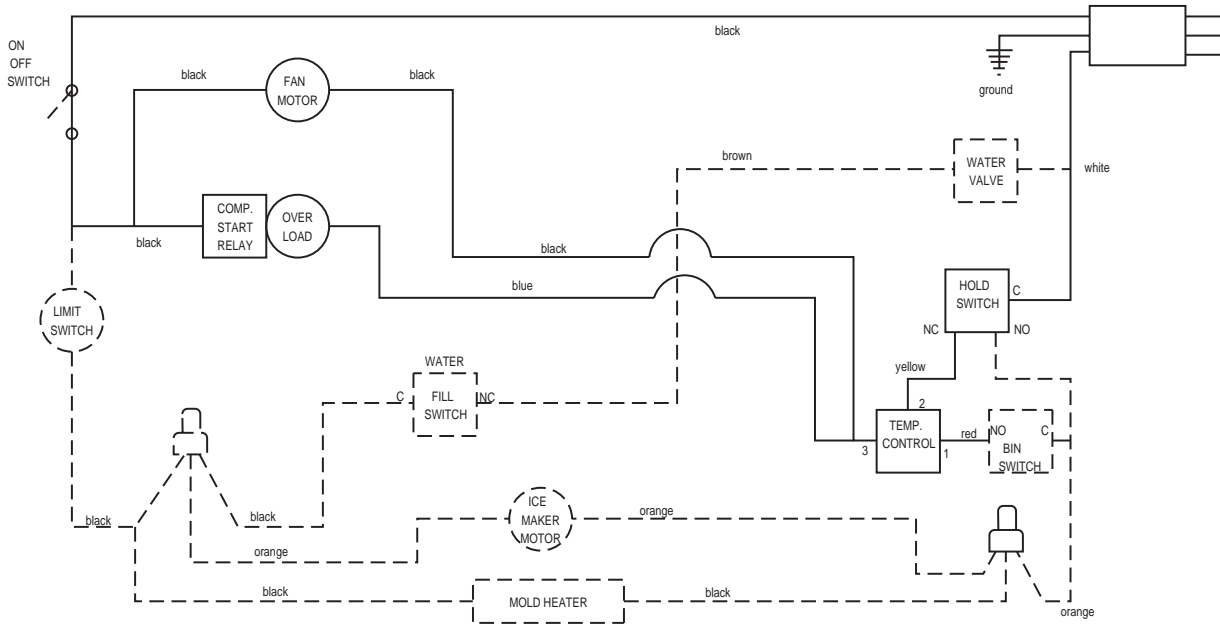 black
ON
OFF
SWITCH
black
FAN
MOTOR
black
ground
brown
WATER
VALVE
white
COMP.
START
RELAY
OVER
LOAD
black
black
blue
HOLD
SWITCH
C
NC
NO
LIMIT
SWITCH
WATER
yellow
C
FILL
SWITCH
NC
2
TEMP.
CONTROL
3
1
red
NO
C
BIN
SWITCH
black
black
orange
ICE
MAKER
MOTOR
orange
black
MOLD HEATER
black
orange